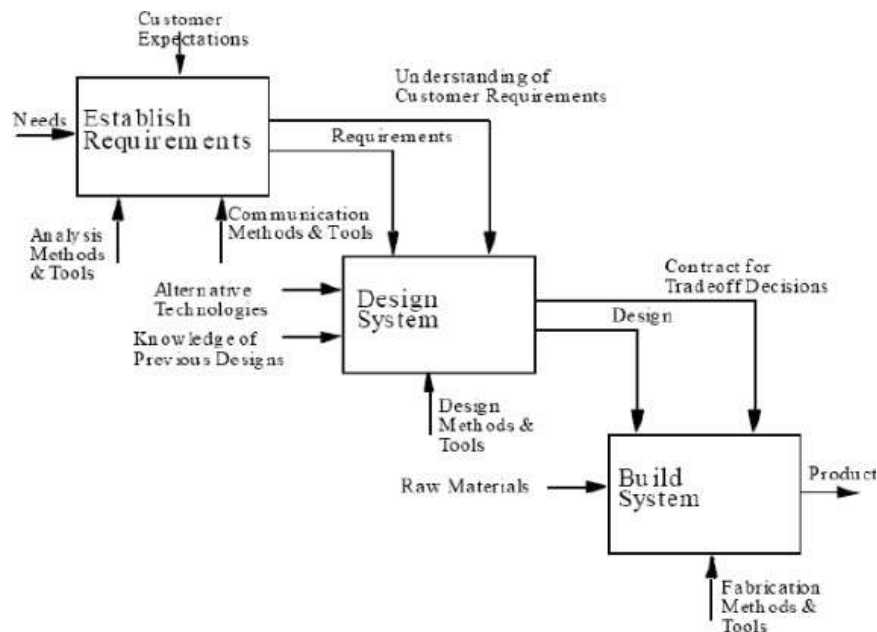 Customer
Expectations
Understanding of
Customer Requirements
Needs
Establish
Requirements
Requirements
Communication
Methods & Tools
Analysis
Methods
& Tools
Alternative
Technologies
Knowledge of
Previous Designs
Design
System
Contract for
Tradeoff Decisions
Design
Design
Methods &
Tools
Raw Materials
Build
System
Product
Fabrication
Methods &
Tools